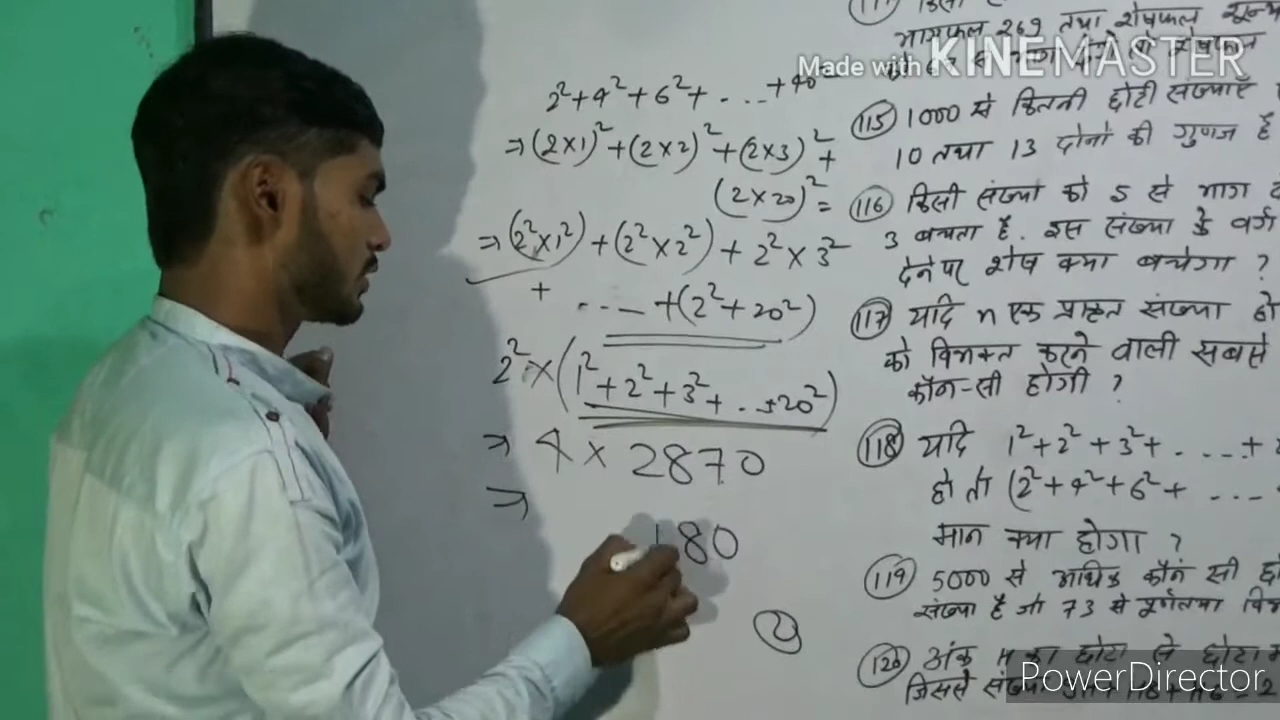 2²+4²+6²+...+40²
⇒(2×1)²+(2×2)²+(2×3)²+
(2×20)²=
⇒(2²×1²)+(2²×2²)+2²×3²
+ ...—+(2²+20²)
2²×(1²+2²+3²+..+20²)
⇒ 4×2870
⇒
180
भागफल 269 तथा शेषफल शून्य
Made with KINEMASTER
(115) 1000 से कितनी छोटी संख्याएँ
10 तथा 13 दोनों की गुणज हैं
(116) किसी संख्या को 5 से भाग
3 बचता है. इस संख्या के वर्ग
देने पर शेष क्या बचेगा ?
(117) यदि n एक प्राकृत संख्या हो
को विभक्त करने वाली सबसे
कौन-सी होगी ?
(118) यदि 1²+2²+3²+.....+
हो तो (2²+4²+6²+...
मान क्या होगा ?
(119) 5000 से अधिक कौन सी
संख्या है जो 73 से पूर्णतया
(120) अंक का छोटा से छोटा
जिससे संख्या
PowerDirector